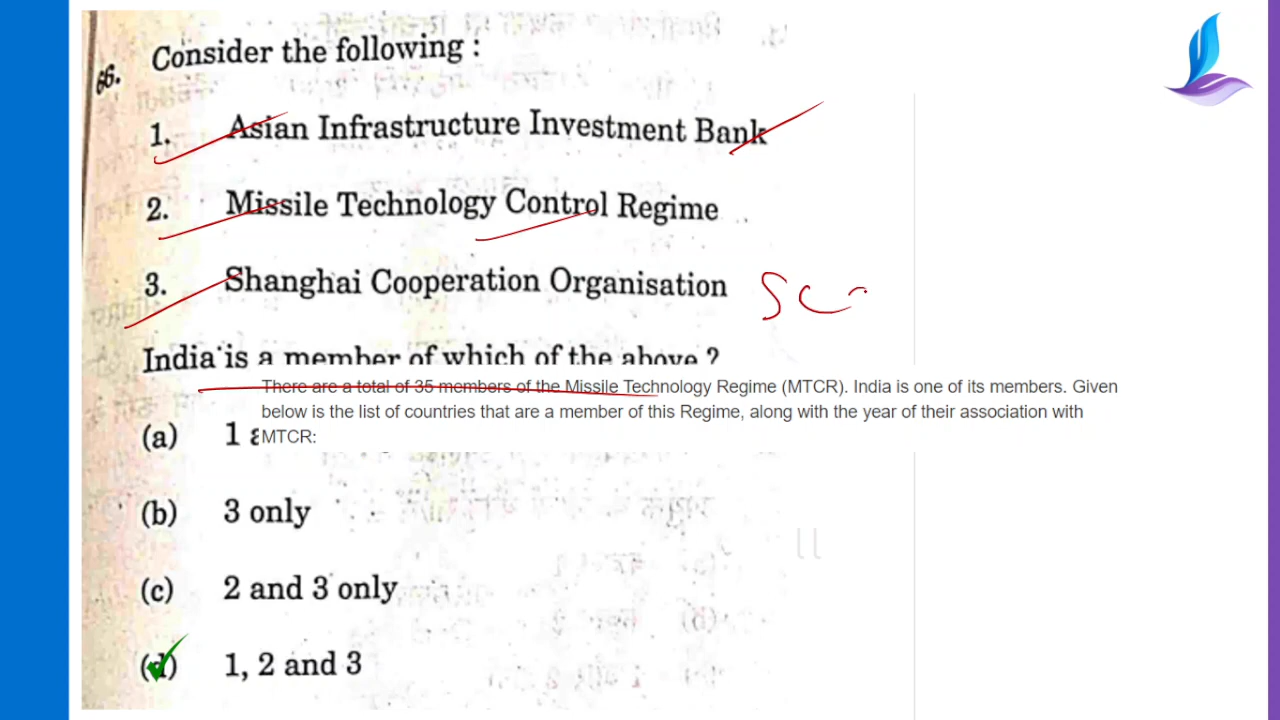 66. Consider the following :
1. Asian Infrastructure Investment Bank
2. Missile Technology Control Regime
3. Shanghai Cooperation Organisation SC
India is a member of which of the above ?
There are a total of 35 members of the Missile Technology Regime (MTCR). India is one of its members. Given
below is the list of countries that are a member of this Regime, along with the year of their association with
MTCR:
(a) 1
(b) 3 only
(c) 2 and 3 only
(d) 1, 2 and 3